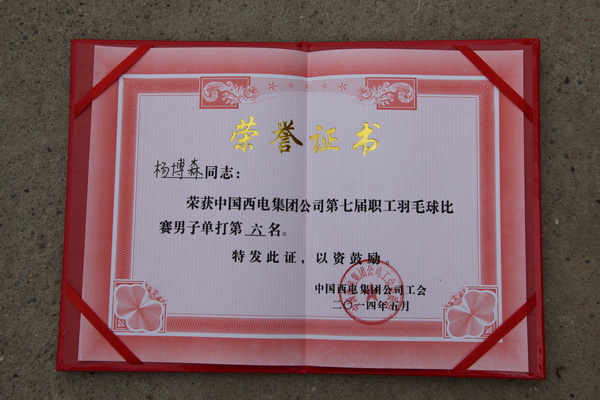 荣誉证书
杨博森同志：
荣获中国西电集团公司第七届职工羽毛球比
赛男子单打第六名。
特发此证，以资鼓励。
中国西电集团公司工会
二〇一四年五月